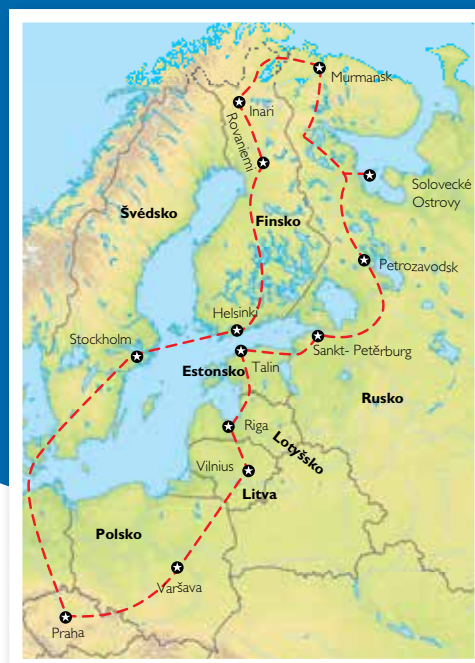 Murmansk
Inari
Rovaniemi
Solovecké
Ostrovy
Švédsko
Finsko
Petrozavodsk
Helsinki
Stockholm
Sankt- Petěrburg
Estonsko
Talin
Rusko
Riga
Lotyšsko
Vilnius
Litva
Polsko
Varšava
Praha